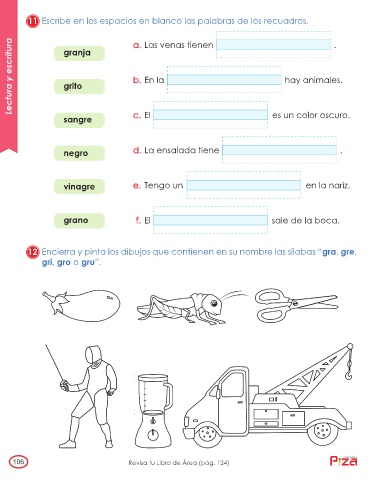 Lectura y escritura
11 Escribe en los espacios en blanco las palabras de los recuadros.
granja
grito
sangre
negro
vinagre
grano
a. Las venas tienen .
b. En la hay animales.
c. El es un color oscuro.
d. La ensalada tiene .
e. Tengo un en la nariz.
f. El sale de la boca.
12 Encierra y pinta los dibujos que contienen en su nombre las sílabas “gra, gre,
gri, gro o gru”.
106
Revisa tu Libro de Área (pág. 124)